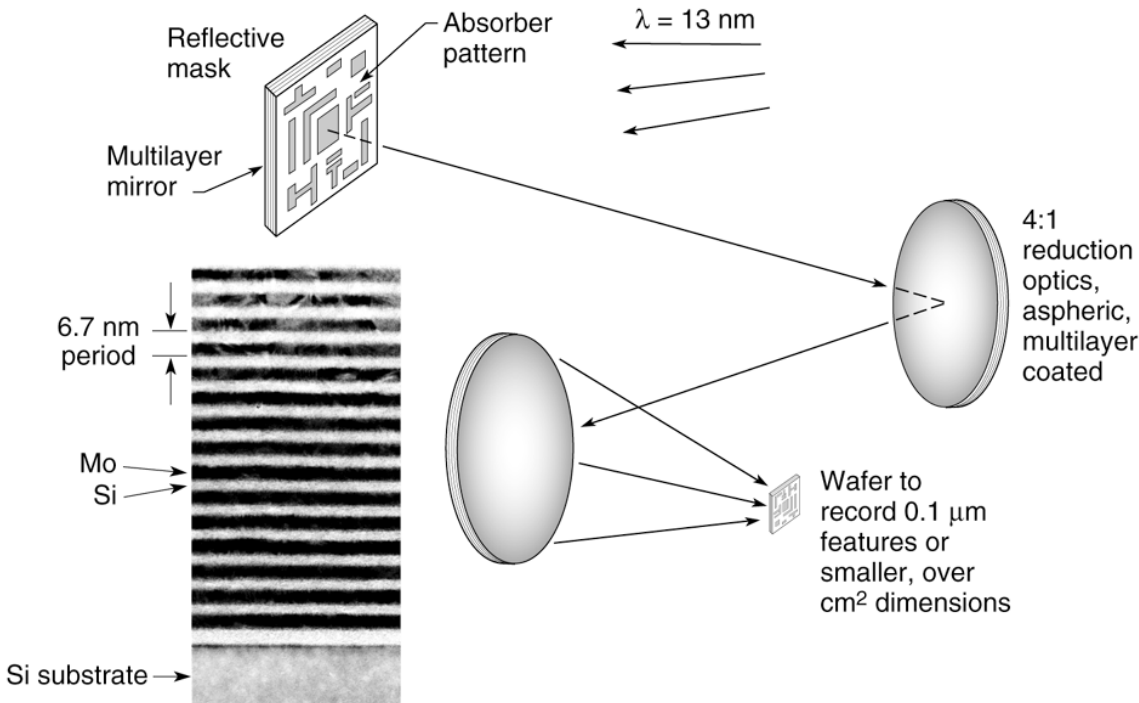 Reflective
mask
Absorber
pattern
λ = 13 nm
Multilayer
mirror
4:1
reduction
optics,
aspheric,
multilayer
coated
6.7 nm
period
Mo
Si
Wafer to
record 0.1 μm
features or
smaller, over
cm² dimensions
Si substrate